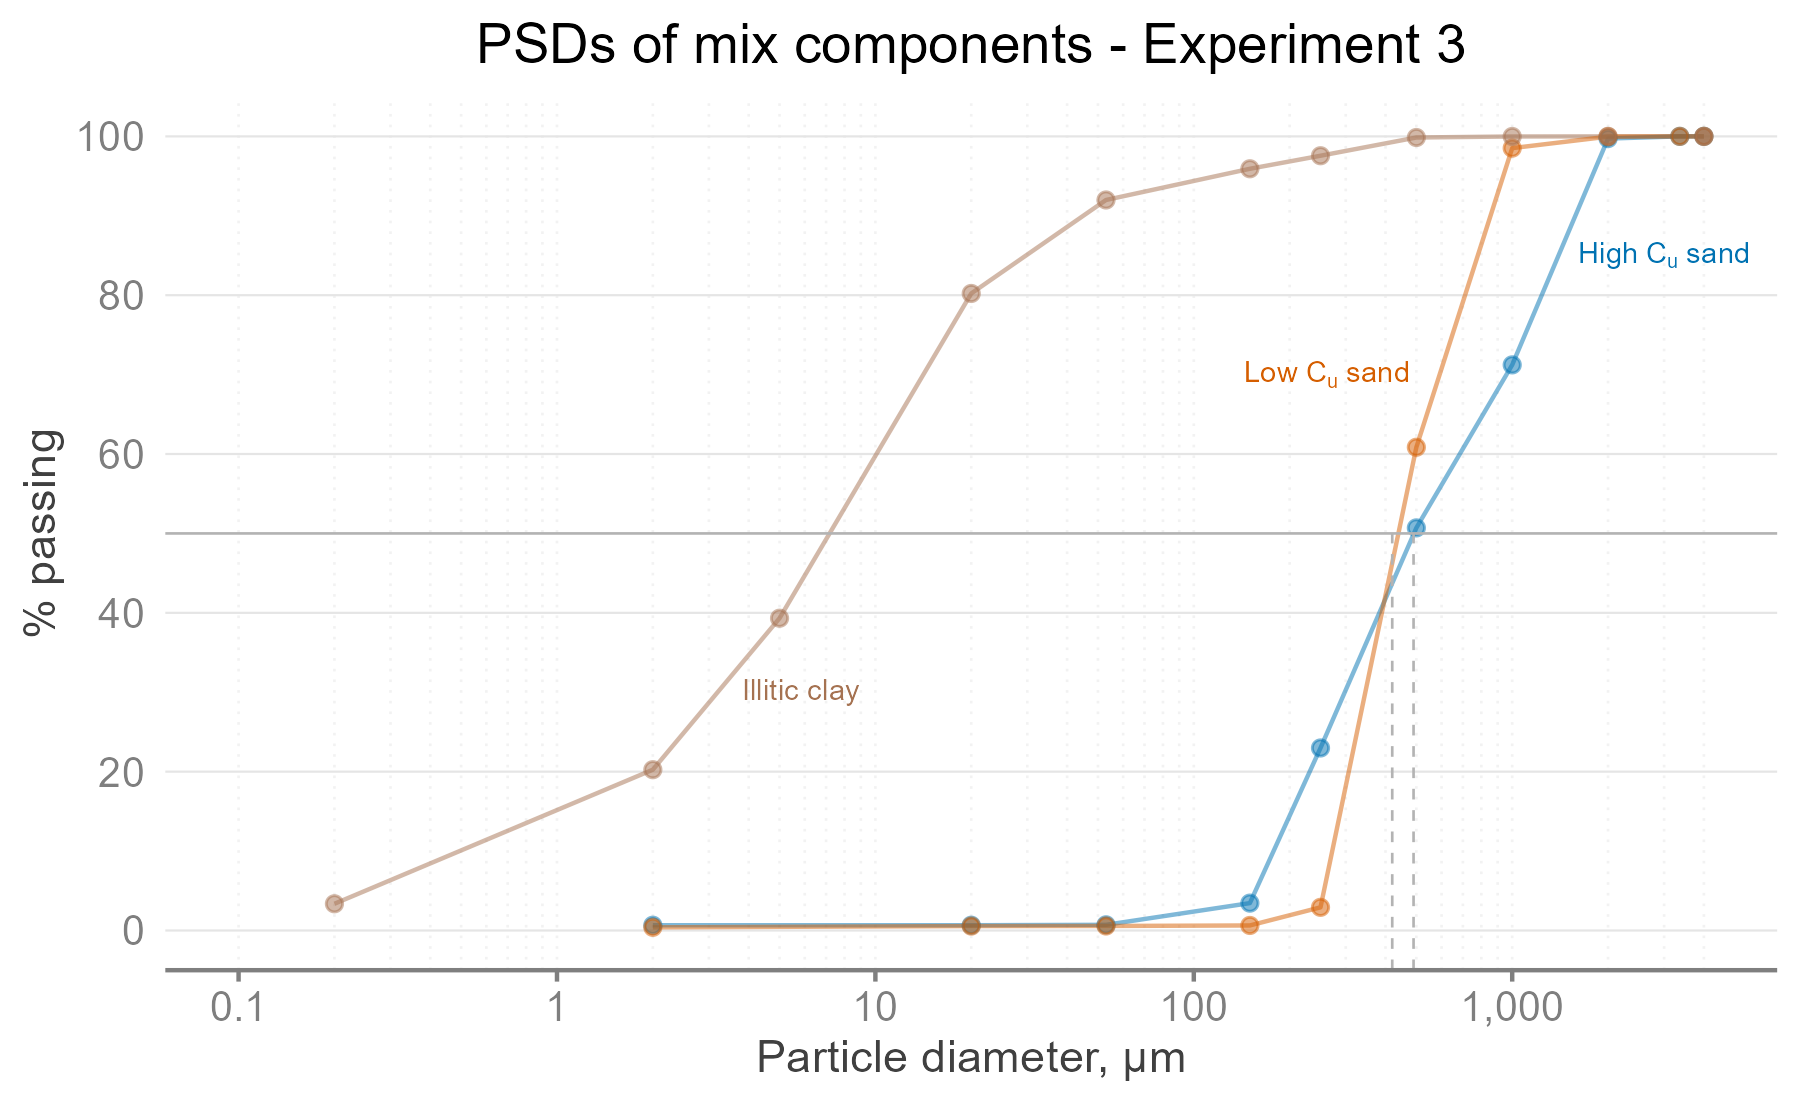 PSDs of mix components - Experiment 3
100
80
60
40
20
0
% passing
High Cu sand
Low Cu sand
Illitic clay
0.1 1 10 100 1,000
Particle diameter, µm